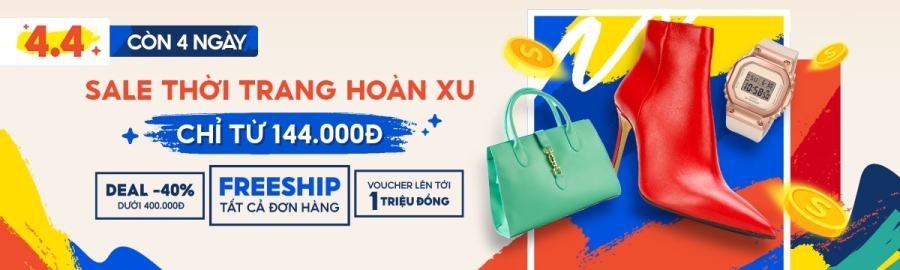 4.4
CÒN 4 NGÀY
SALE THỜI TRANG HOÀN XU
CHỈ TỪ 144.000Đ
DEAL -40%
DƯỚI 400.000Đ
FREESHIP
TẤT CẢ ĐƠN HÀNG
VOUCHER LÊN TỚI
1 TRIỆU ĐỒNG
S
S
S